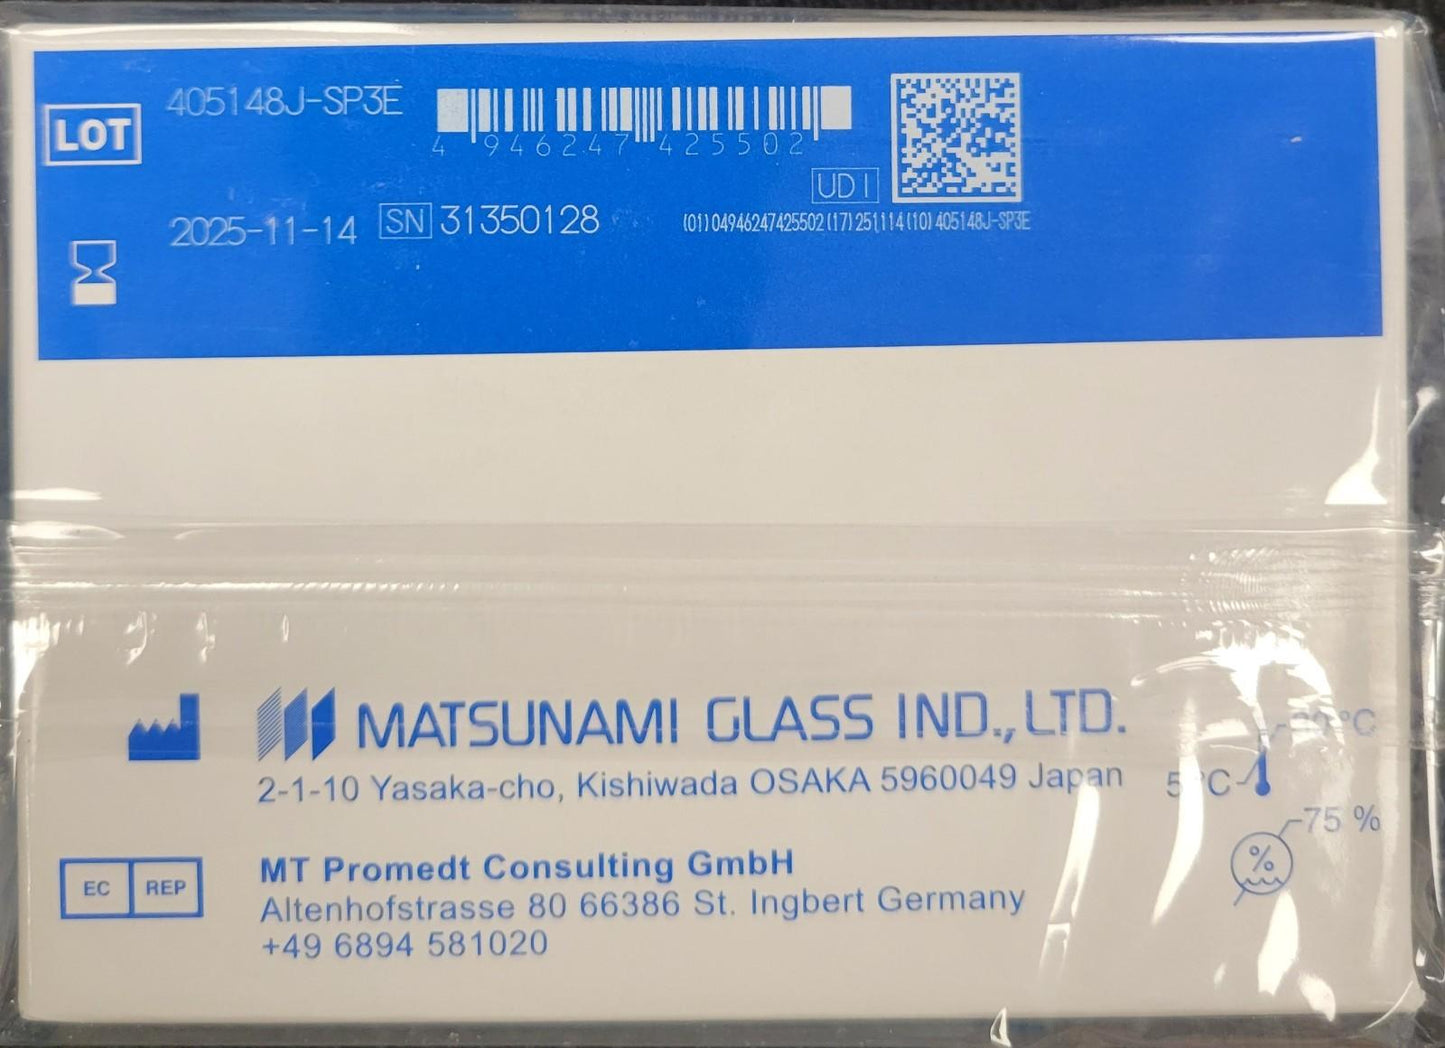 LOT
405148J-SP3E
4 946247 425502
UDI
2025-11-14
SN 31350128
(01)04946247425502(17)251114(10)405148J-SP3E
MATSUNAMI GLASS IND.,LTD.
2-1-10 Yasaka-cho, Kishiwada OSAKA 5960049 Japan
5°C
75 %
%
EC REP
MT Promedt Consulting GmbH
Altenhofstrasse 80 66386 St. Ingbert Germany
+49 6894 581020